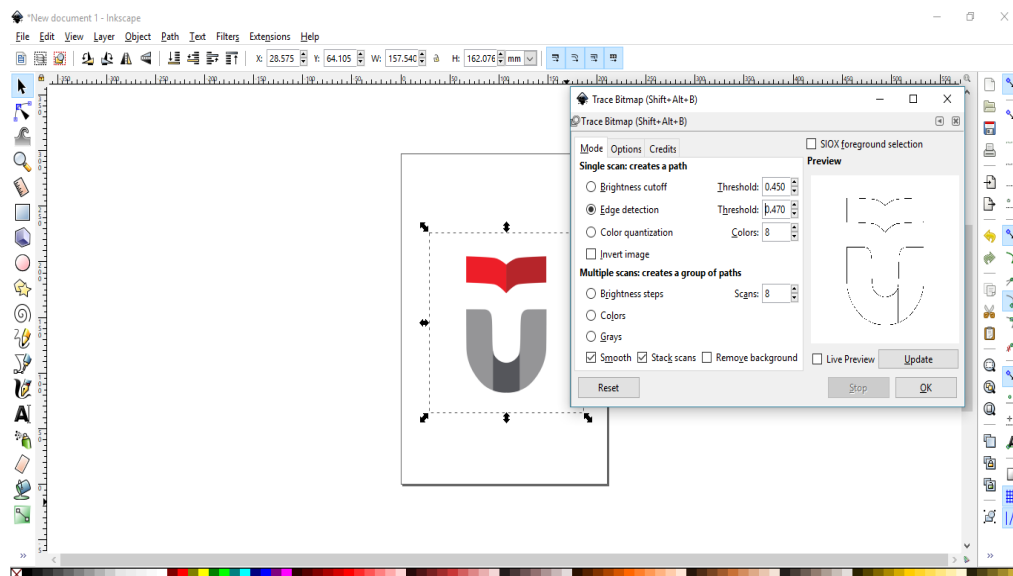 *New document 1 - Inkscape
File Edit View Layer Object Path Text Filters Extensions Help
X: 28.575 Y: 64.105 W: 157.540 H: 162.076 mm
Trace Bitmap (Shift+Alt+B)
Trace Bitmap (Shift+Alt+B)
Mode Options Credits
SIOX foreground selection
Single scan: creates a path
Preview
Brightness cutoff Threshold: 0.450
Edge detection Threshold: 0.470
Color quantization Colors: 8
Invert image
Multiple scans: creates a group of paths
Brightness steps Scans: 8
Colors
Grays
Smooth Stack scans Remove background
Live Preview Update
Reset Stop OK